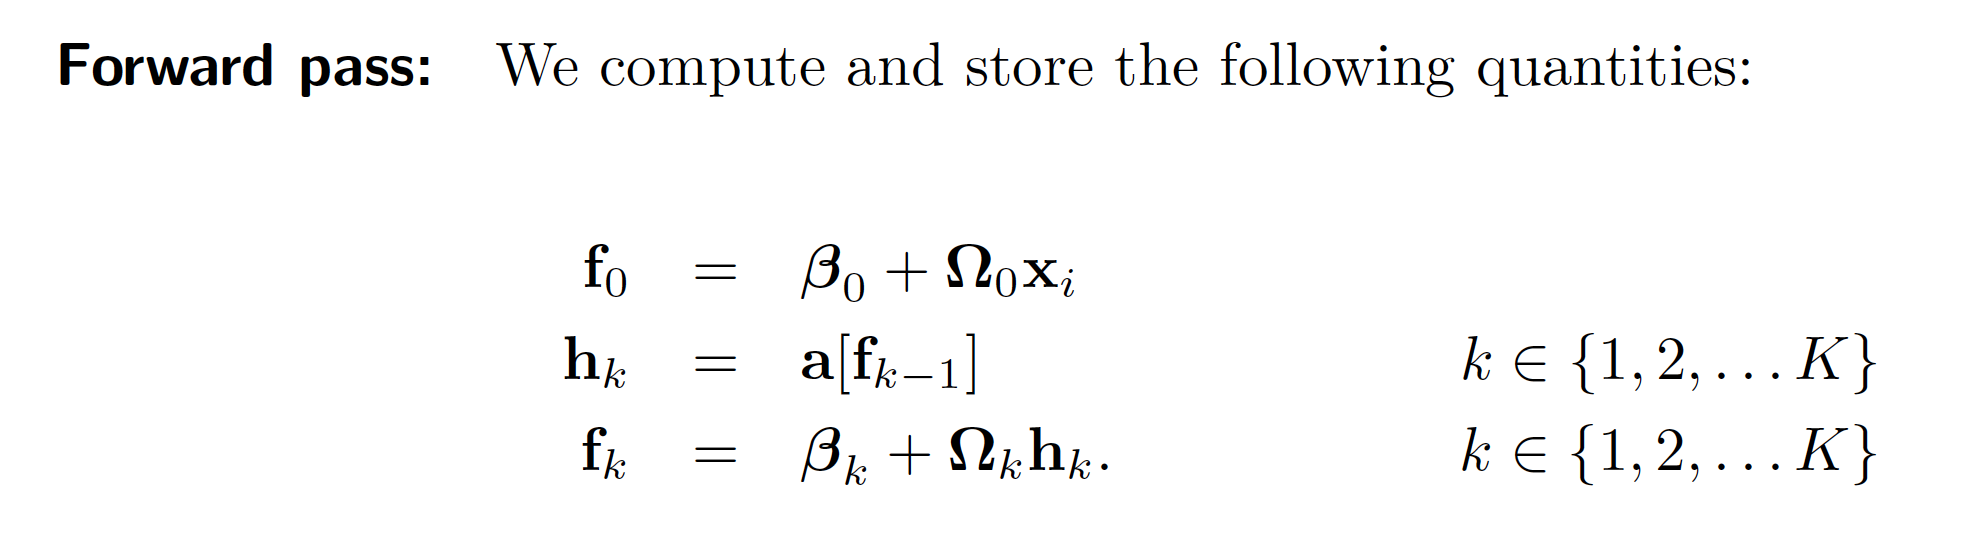 Forward pass: We compute and store the following quantities:
f₀ = β₀ + Ω₀xᵢ
hₖ = a[fₖ₋₁] k ∈ {1, 2, . . . K}
fₖ = βₖ + Ωₖhₖ. k ∈ {1, 2, . . . K}